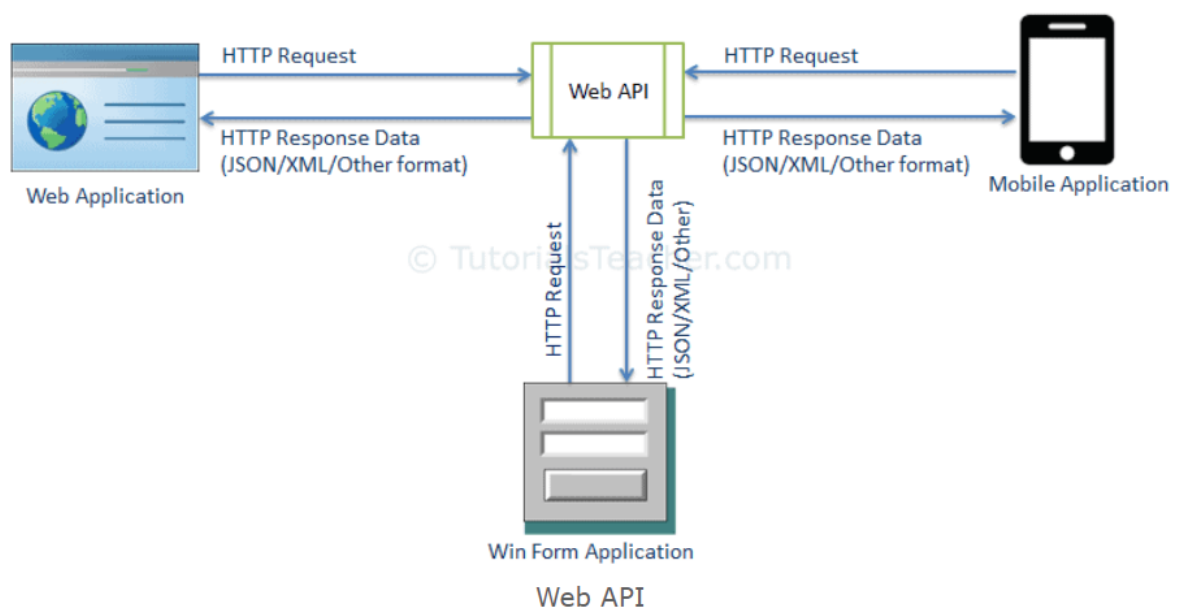 HTTP Request
HTTP Response Data
(JSON/XML/Other format)
Web Application
Web API
HTTP Request
HTTP Response Data
(JSON/XML/Other format)
Mobile Application
© TutorialsTeacher.com
HTTP Request
HTTP Response Data
(JSON/XML/Other)
Win Form Application
Web API